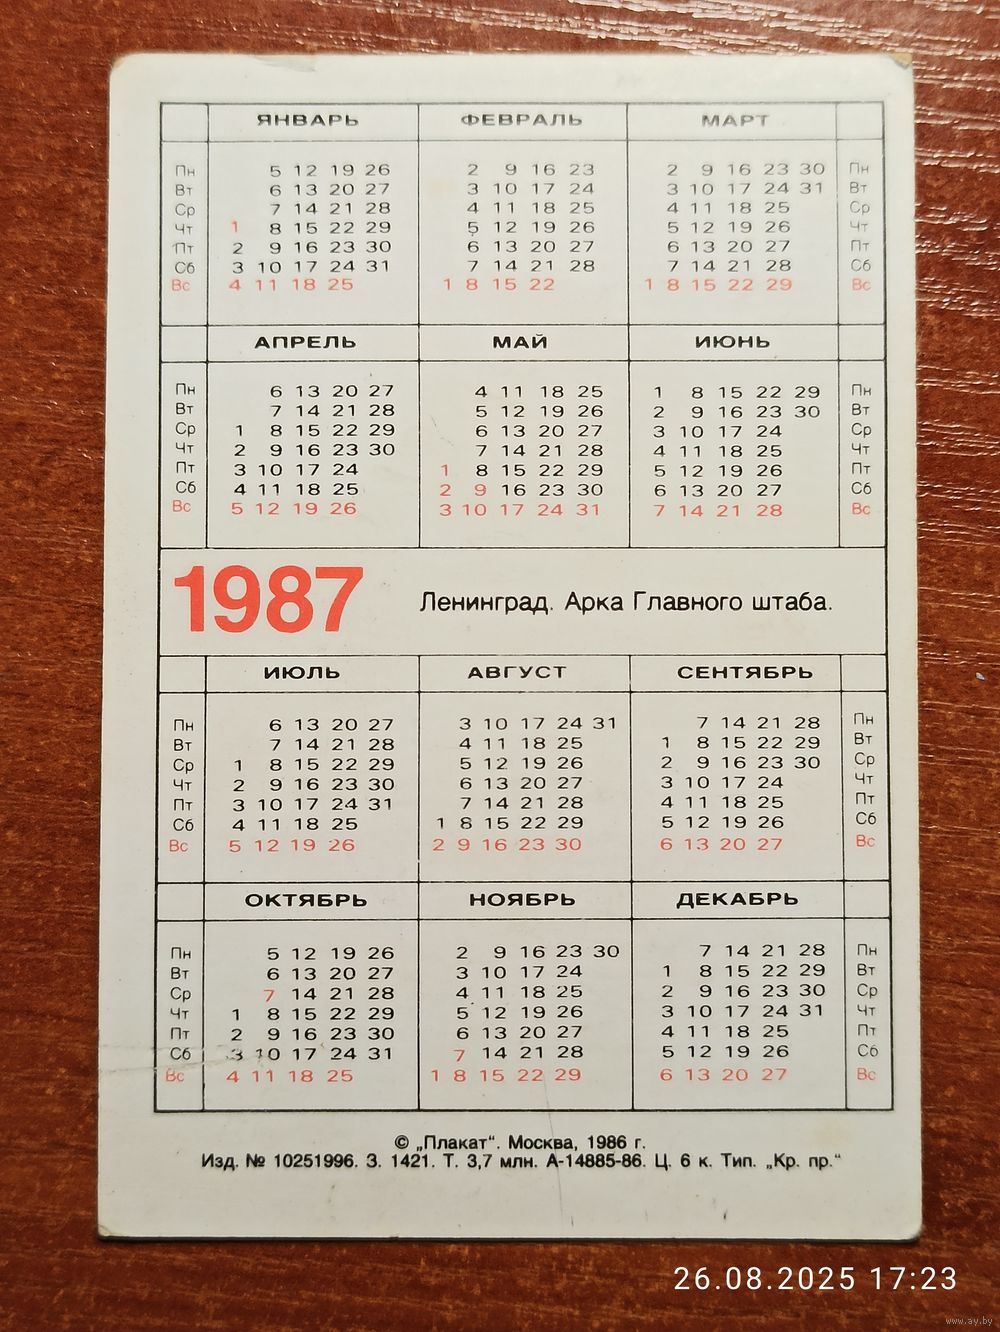 ЯНВАРЬ ФЕВРАЛЬ МАРТ
Пн 5 12 19 26 2 9 16 23 2 9 16 23 30 Пн
Вт 6 13 20 27 3 10 17 24 3 10 17 24 31 Вт
Ср 7 14 21 28 4 11 18 25 4 11 18 25 Ср
Чт 1 8 15 22 29 5 12 19 26 5 12 19 26 Чт
Пт 2 9 16 23 30 6 13 20 27 6 13 20 27 Пт
Сб 3 10 17 24 31 7 14 21 28 7 14 21 28 Сб
Вс 4 11 18 25 1 8 15 22 1 8 15 22 29 Вс
АПРЕЛЬ МАЙ ИЮНЬ
Пн 6 13 20 27 4 11 18 25 1 8 15 22 29 Пн
Вт 7 14 21 28 5 12 19 26 2 9 16 23 30 Вт
Ср 1 8 15 22 29 6 13 20 27 3 10 17 24 Ср
Чт 2 9 16 23 30 7 14 21 28 4 11 18 25 Чт
Пт 3 10 17 24 1 8 15 22 29 5 12 19 26 Пт
Сб 4 11 18 25 2 9 16 23 30 6 13 20 27 Сб
Вс 5 12 19 26 3 10 17 24 31 7 14 21 28 Вс
1987 Ленинград. Арка Главного штаба.
ИЮЛЬ АВГУСТ СЕНТЯБРЬ
Пн 6 13 20 27 3 10 17 24 31 7 14 21 28 Пн
Вт 7 14 21 28 4 11 18 25 1 8 15 22 29 Вт
Ср 1 8 15 22 29 5 12 19 26 2 9 16 23 30 Ср
Чт 2 9 16 23 30 6 13 20 27 3 10 17 24 Чт
Пт 3 10 17 24 31 7 14 21 28 4 11 18 25 Пт
Сб 4 11 18 25 1 8 15 22 29 5 12 19 26 Сб
Вс 5 12 19 26 2 9 16 23 30 6 13 20 27 Вс
ОКТЯБРЬ НОЯБРЬ ДЕКАБРЬ
Пн 5 12 19 26 2 9 16 23 30 7 14 21 28 Пн
Вт 6 13 20 27 3 10 17 24 1 8 15 22 29 Вт
Ср 7 14 21 28 4 11 18 25 2 9 16 23 30 Ср
Чт 1 8 15 22 29 5 12 19 26 3 10 17 24 31 Чт
Пт 2 9 16 23 30 6 13 20 27 4 11 18 25 Пт
Сб 3 10 17 24 31 7 14 21 28 5 12 19 26 Сб
Вс 4 11 18 25 1 8 15 22 29 6 13 20 27 Вс
© „Плакат“. Москва, 1986 г.
Изд. № 10251996. З. 1421. Т. 3,7 млн. А-14885-86. Ц. 6 к. Тип. „Кр. пр.“
26.08.2025 17:23
www.ay.by